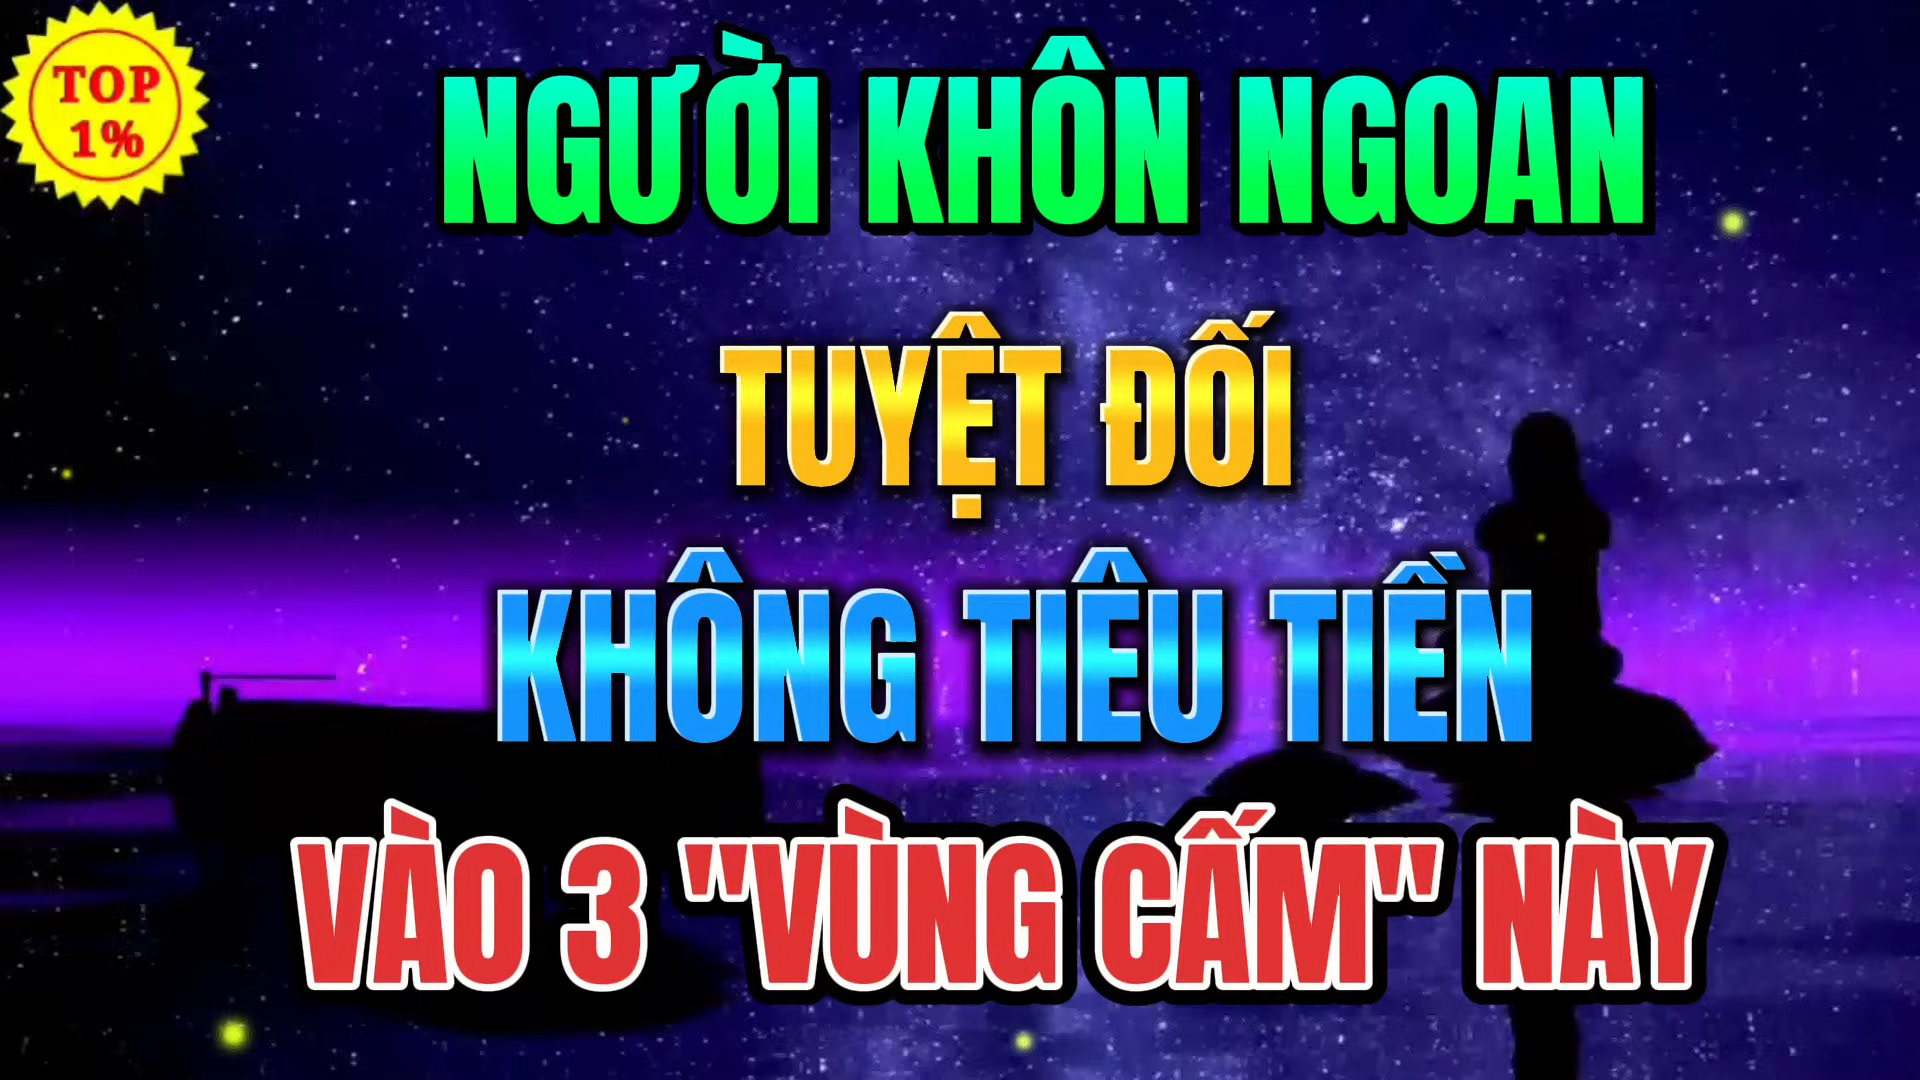 TOP
1%
NGƯỜI KHÔN NGOAN
TUYỆT ĐỐI
KHÔNG TIÊU TIỀN
VÀO 3 "VÙNG CẤM" NÀY